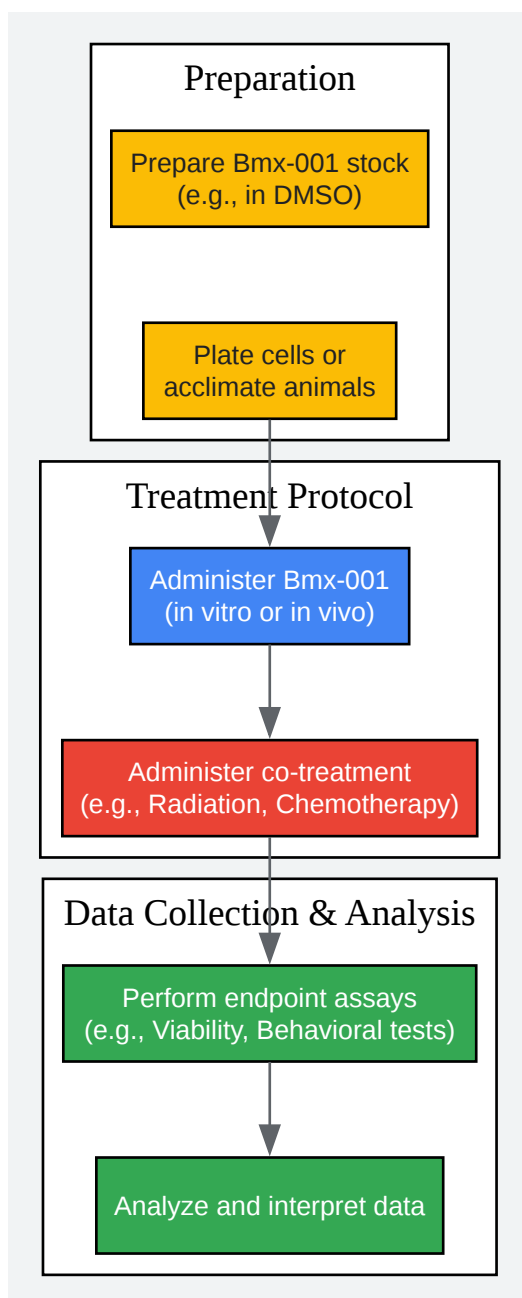 Preparation
Prepare Bmx-001 stock
(e.g., in DMSO)
Plate cells or
acclimate animals
Treatment Protocol
Administer Bmx-001
(in vitro or in vivo)
Administer co-treatment
(e.g., Radiation, Chemotherapy)
Data Collection & Analysis
Perform endpoint assays
(e.g., Viability, Behavioral tests)
Analyze and interpret data